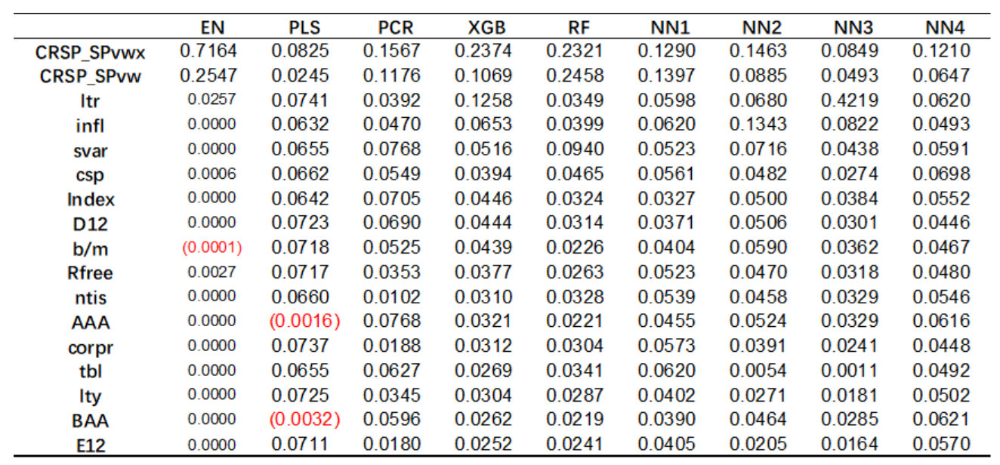 EN PLS PCR XGB RF NN1 NN2 NN3 NN4
CRSP_SPvwx 0.7164 0.0825 0.1567 0.2374 0.2321 0.1290 0.1463 0.0849 0.1210
CRSP_SPvw 0.2547 0.0245 0.1176 0.1069 0.2458 0.1397 0.0885 0.0493 0.0647
ltr 0.0257 0.0741 0.0392 0.1258 0.0349 0.0598 0.0680 0.4219 0.0620
infl 0.0000 0.0632 0.0470 0.0653 0.0399 0.0620 0.1343 0.0822 0.0493
svar 0.0000 0.0655 0.0768 0.0516 0.0940 0.0523 0.0716 0.0438 0.0591
csp 0.0006 0.0662 0.0549 0.0394 0.0465 0.0561 0.0482 0.0274 0.0698
Index 0.0000 0.0642 0.0705 0.0446 0.0324 0.0327 0.0500 0.0384 0.0552
D12 0.0000 0.0723 0.0690 0.0444 0.0314 0.0371 0.0506 0.0301 0.0446
b/m (0.0001) 0.0718 0.0525 0.0439 0.0226 0.0404 0.0590 0.0362 0.0467
Rfree 0.0027 0.0717 0.0353 0.0377 0.0263 0.0523 0.0470 0.0318 0.0480
ntis 0.0000 0.0660 0.0102 0.0310 0.0328 0.0539 0.0458 0.0329 0.0546
AAA 0.0000 (0.0016) 0.0768 0.0321 0.0221 0.0455 0.0524 0.0329 0.0616
corpr 0.0000 0.0737 0.0188 0.0312 0.0304 0.0573 0.0391 0.0241 0.0448
tbl 0.0000 0.0655 0.0627 0.0269 0.0341 0.0620 0.0054 0.0011 0.0492
lty 0.0000 0.0725 0.0345 0.0304 0.0287 0.0402 0.0271 0.0181 0.0502
BAA 0.0000 (0.0032) 0.0596 0.0262 0.0219 0.0390 0.0464 0.0285 0.0621
E12 0.0000 0.0711 0.0180 0.0252 0.0241 0.0405 0.0205 0.0164 0.0570